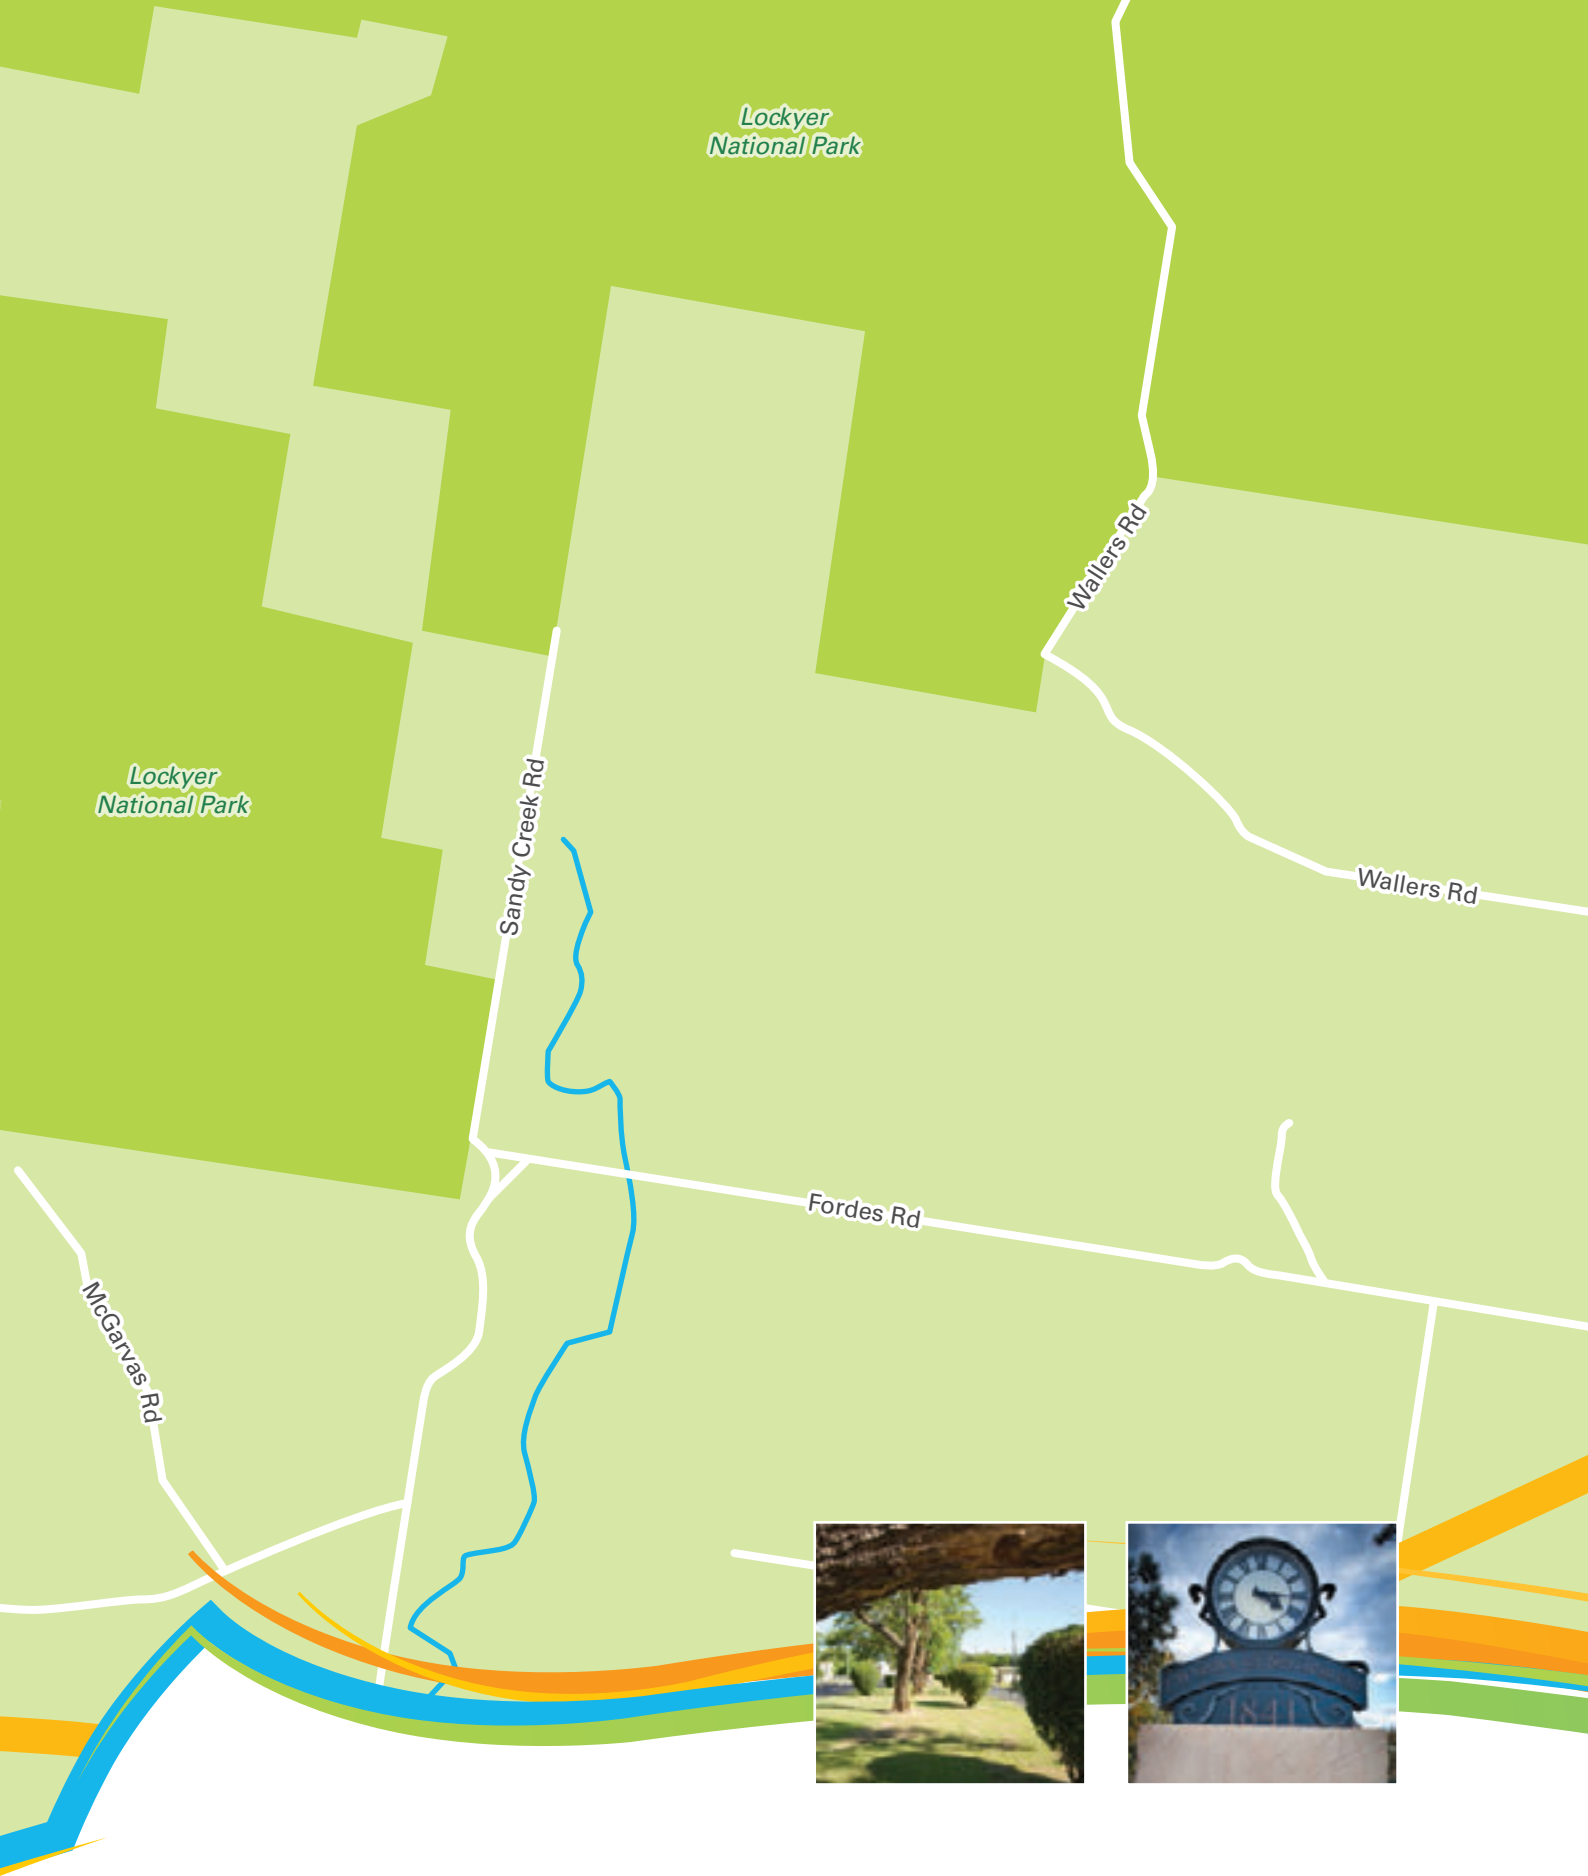 Lockyer
National Park
Wallers Rd
Lockyer
National Park
Sandy Creek Rd
Wallers Rd
Fordes Rd
McGarvas Rd
1841